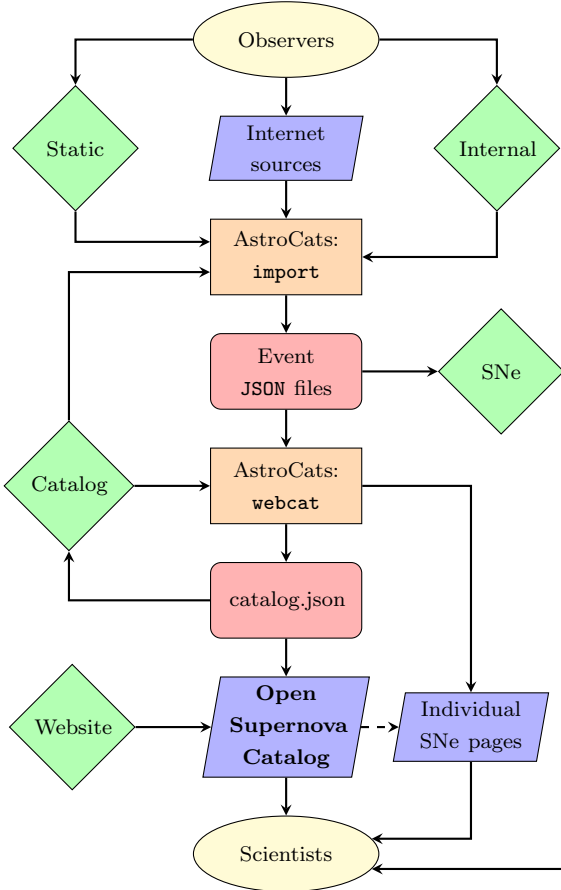 Observers
Static
Internet
sources
Internal
AstroCats:
import
Event
JSON files
SNe
Catalog
AstroCats:
webcat
catalog.json
Website
Open
Supernova
Catalog
Individual
SNe pages
Scientists